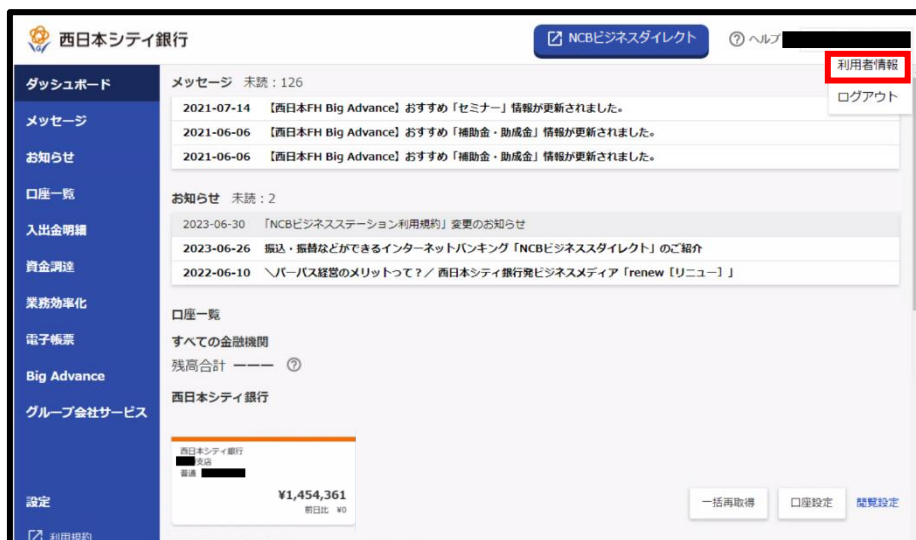 西日本シティ銀行
NCBビジネスダイレクト
ヘルプ
利用者情報
ログアウト
ダッシュボード
メッセージ
お知らせ
口座一覧
入出金明細
資金調達
業務効率化
電子帳票
Big Advance
グループ会社サービス
設定
利用規約
メッセージ 未読：126
2021-07-14 【西日本FH Big Advance】おすすめ「セミナー」情報が更新されました。
2021-06-06 【西日本FH Big Advance】おすすめ「補助金・助成金」情報が更新されました。
2021-06-06 【西日本FH Big Advance】おすすめ「補助金・助成金」情報が更新されました。
お知らせ 未読：2
2023-06-30 「NCBビジネスステーション利用規約」変更のお知らせ
2023-06-26 振込・振替などができるインターネットバンキング「NCBビジネススダイレクト」のご紹介
2022-06-10 ＼パーパス経営のメリットって？／ 西日本シティ銀行発ビジネスメディア「renew［リニュー］」
口座一覧
すべての金融機関
残高合計 ーーー
西日本シティ銀行
西日本シティ銀行
支店
普通
¥1,454,361
前日比 ¥0
一括再取得
口座設定
閲覧設定